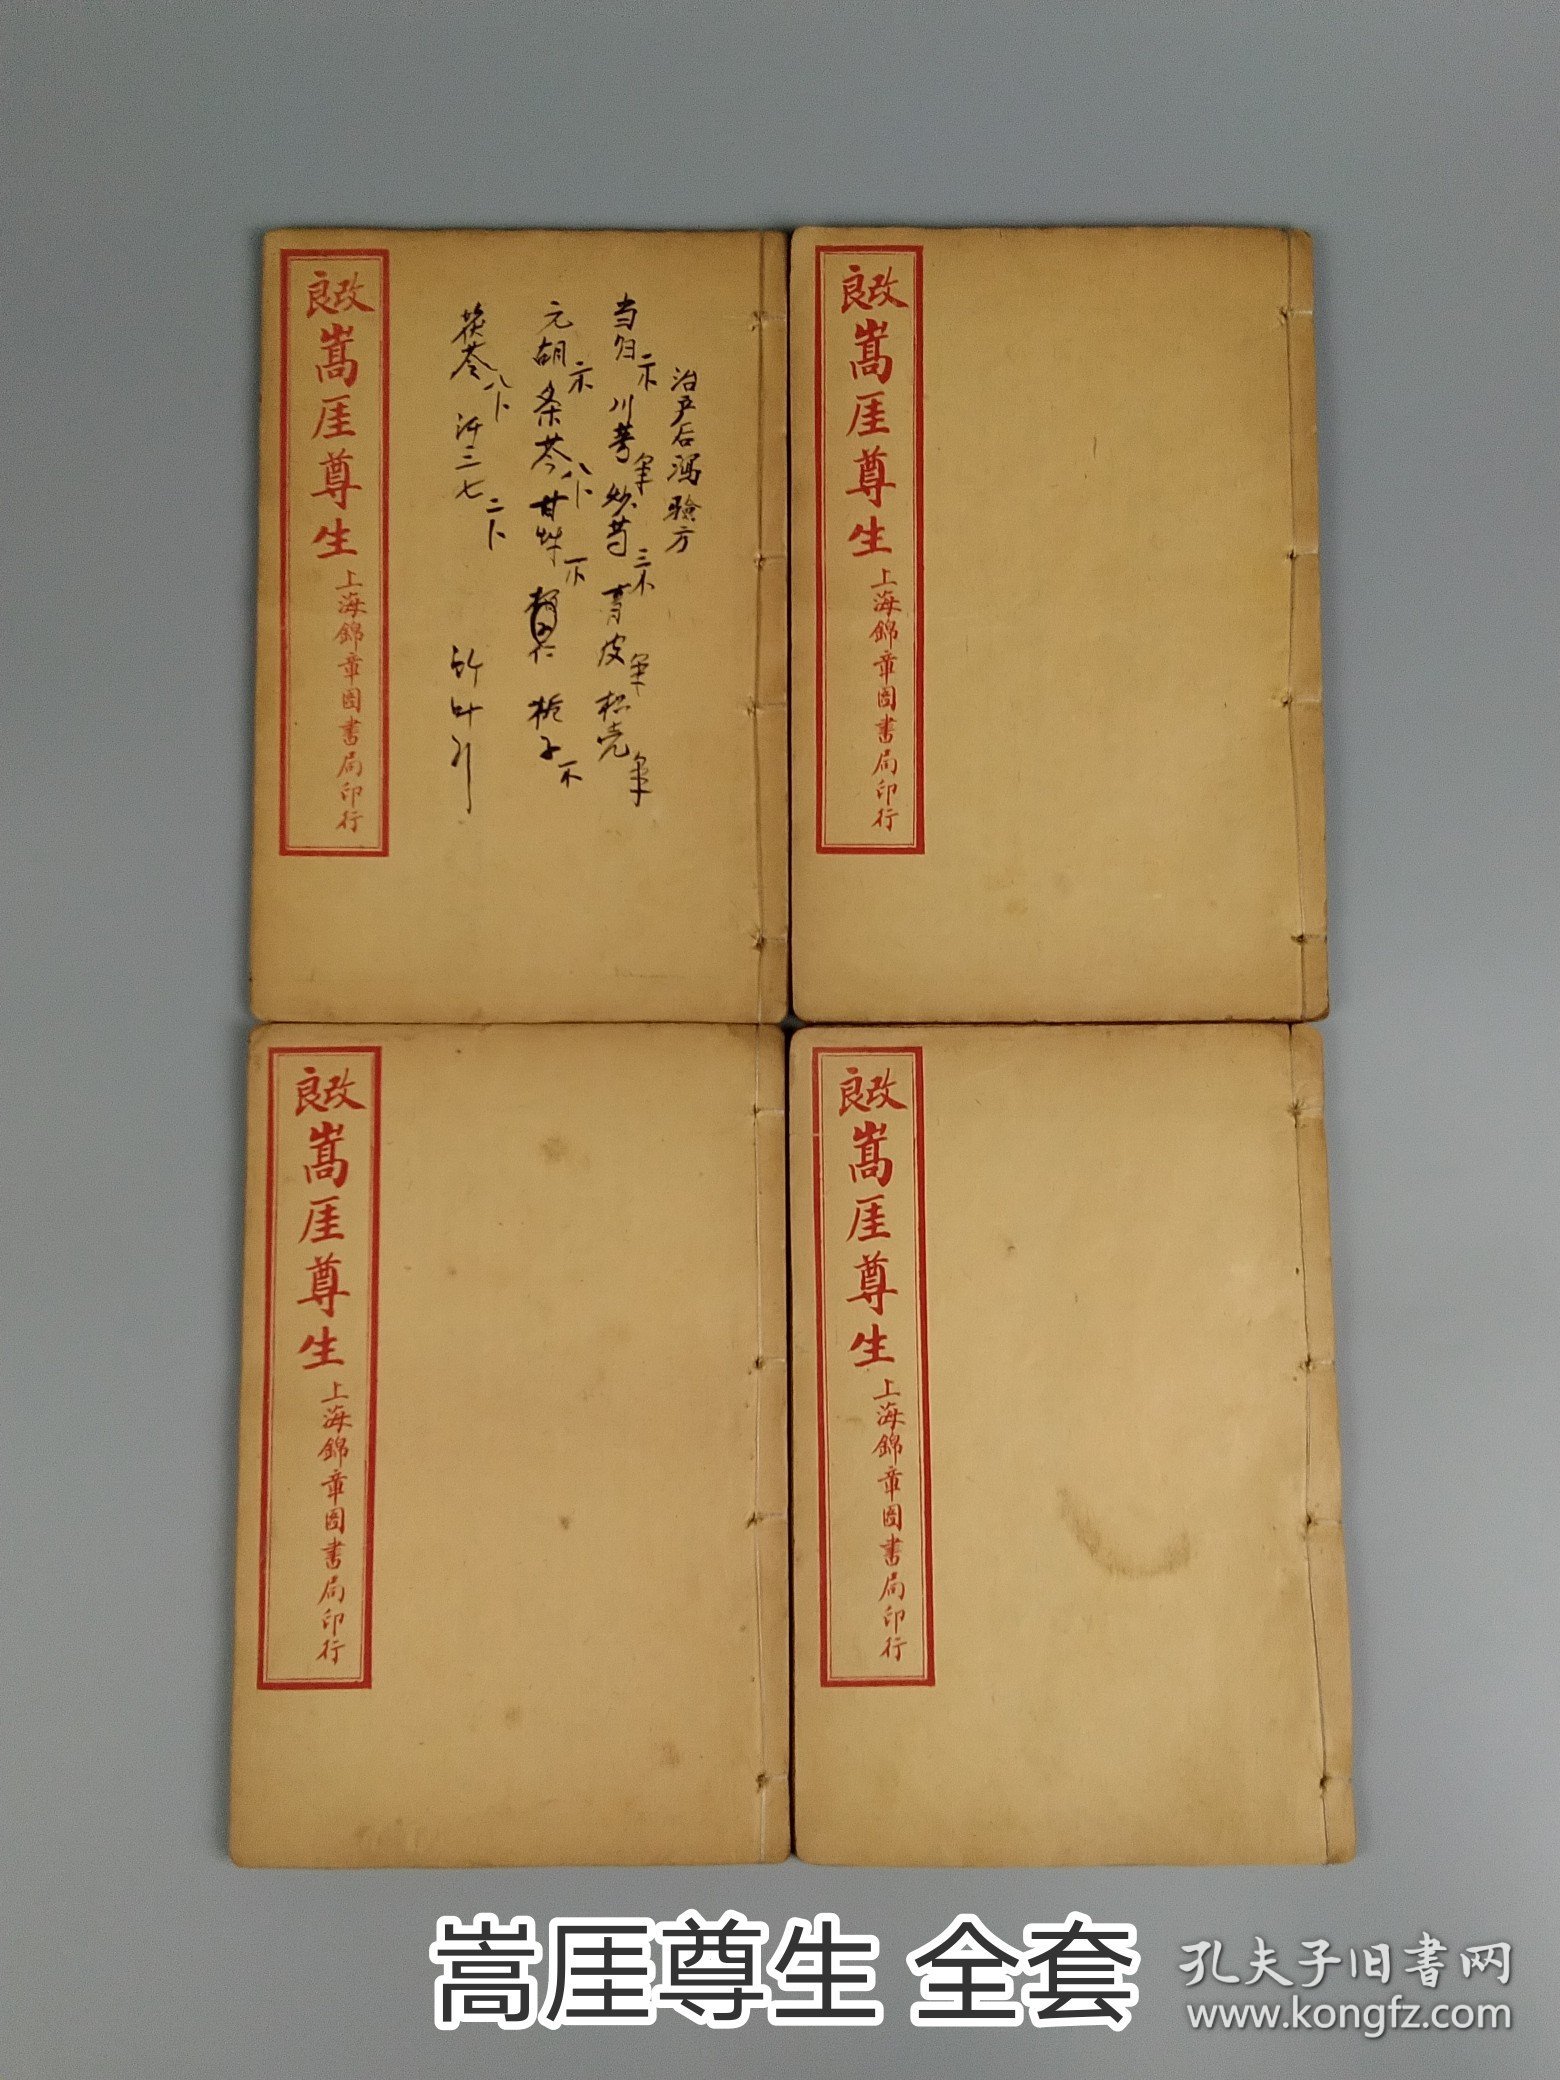 改良
嵩厓尊生
上海錦章圖書局印行
治产后泻验方
当归 川芎 炒芍 青皮 枳壳
元胡 条芩 甘草 栀子
茯苓 汗三七
改良
嵩厓尊生
上海錦章圖書局印行
改良
嵩厓尊生
上海錦章圖書局印行
改良
嵩厓尊生
上海錦章圖書局印行
嵩厓尊生 全套
孔夫子旧书网
www.kongfz.com